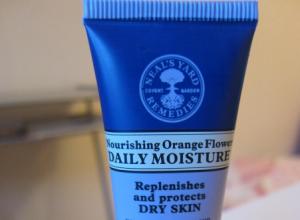 NEAL'S YARD
COVENT GARDEN
REMEDIES
Nourishing Orange Flower
DAILY MOISTURE
Replenishes
and protects
DRY SKIN